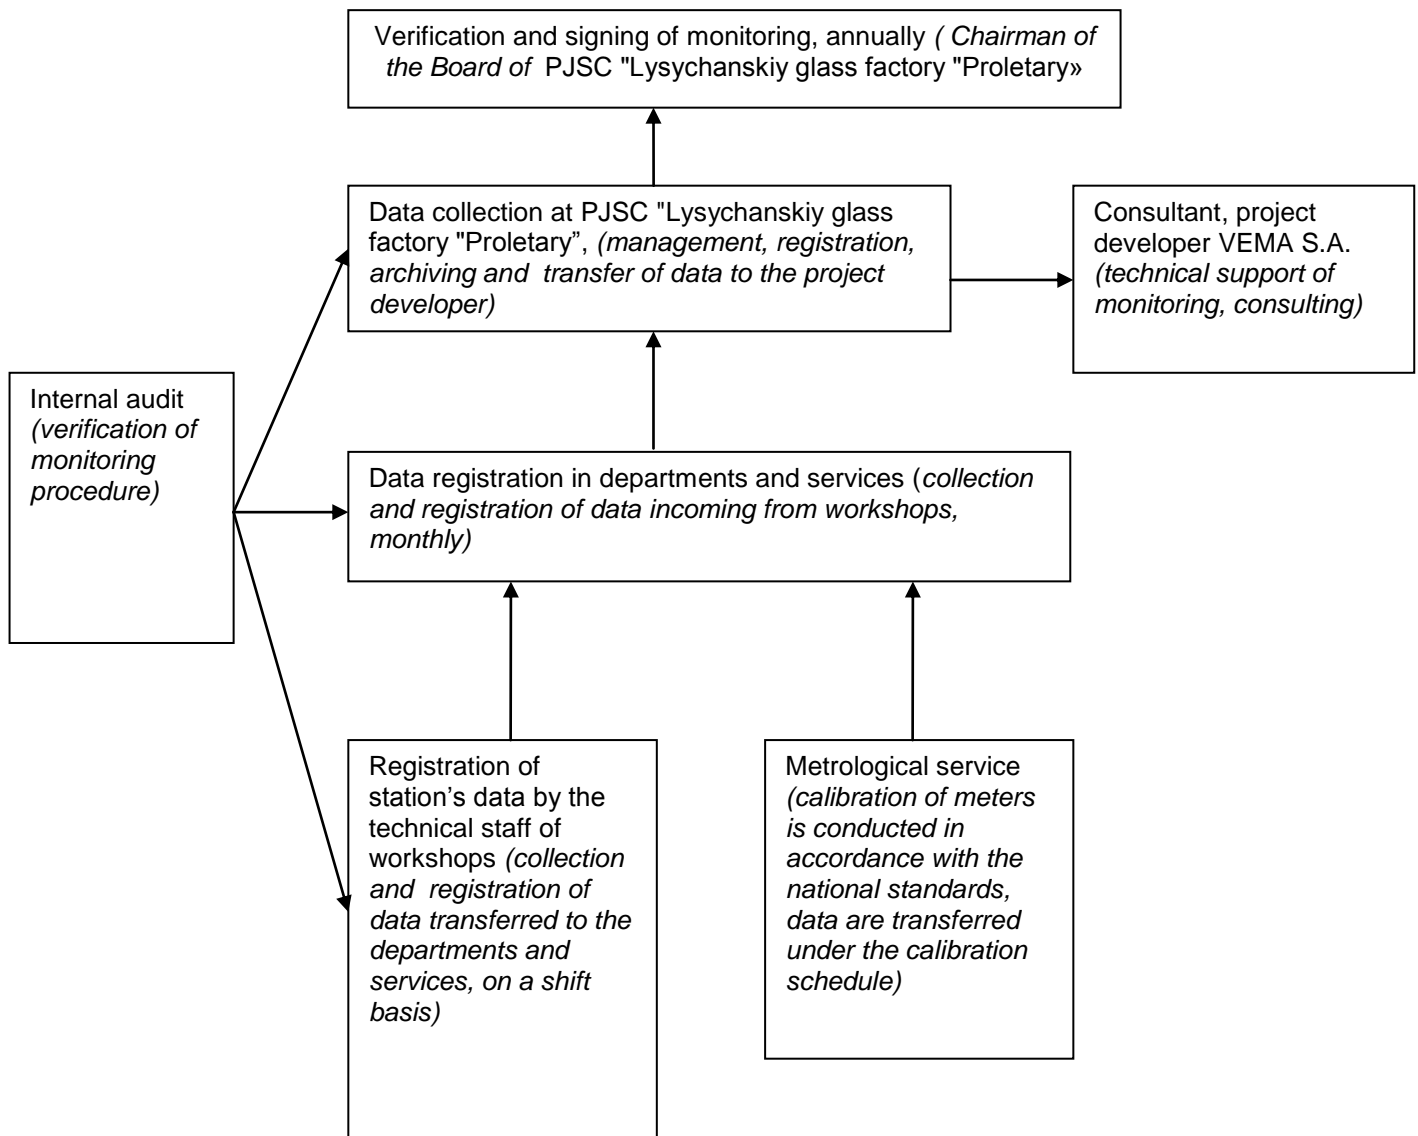 Verification and signing of monitoring, annually ( Chairman of
the Board of PJSC "Lysychanskiy glass factory "Proletary»
Data collection at PJSC "Lysychanskiy glass
factory "Proletary”, (management, registration,
archiving and transfer of data to the project
developer)
Consultant, project
developer VEMA S.A.
(technical support of
monitoring, consulting)
Internal audit
(verification of
monitoring
procedure)
Data registration in departments and services (collection
and registration of data incoming from workshops,
monthly)
Registration of
station’s data by the
technical staff of
workshops (collection
and registration of
data transferred to the
departments and
services, on a shift
basis)
Metrological service
(calibration of meters
is conducted in
accordance with the
national standards,
data are transferred
under the calibration
schedule)